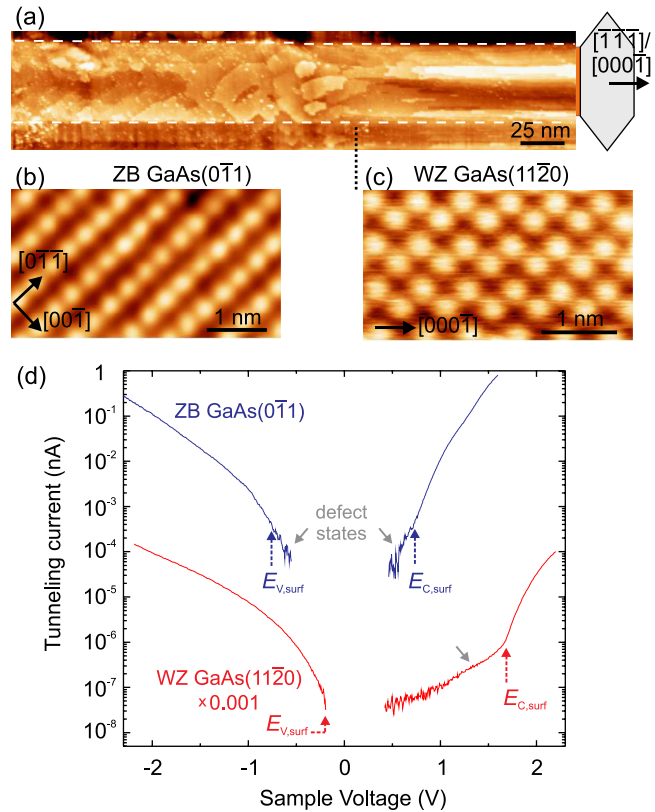 (a)
[1̅1̅1̅]/
[0001̅]
25 nm
(b) ZB GaAs(01̅1)
(c) WZ GaAs(112̅0)
[01̅1̅]
[001̅]
1 nm
[0001̅]
1 nm
(d)
Tunneling current (nA)
1
10⁻¹
10⁻²
10⁻³
10⁻⁴
10⁻⁵
10⁻⁶
10⁻⁷
10⁻⁸
ZB GaAs(01̅1)
defect
states
E_V,surf
E_C,surf
WZ GaAs(112̅0)
×0.001
E_V,surf
E_C,surf
-2 -1 0 1 2
Sample Voltage (V)